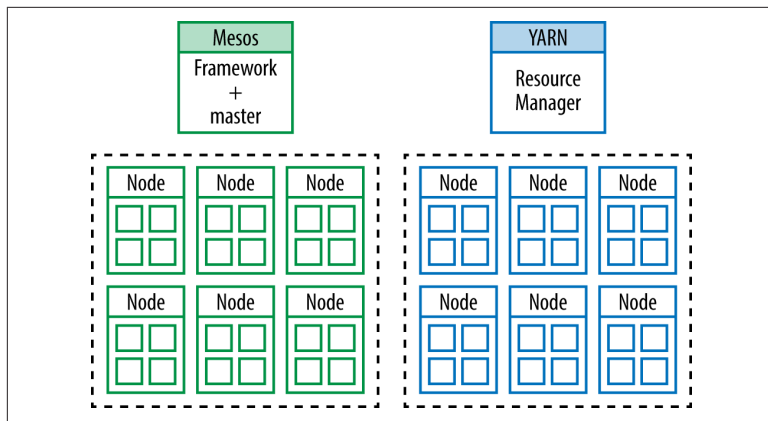 Mesos
Framework
+
master
YARN
Resource
Manager
Node Node Node
Node Node Node
Node Node Node
Node Node Node